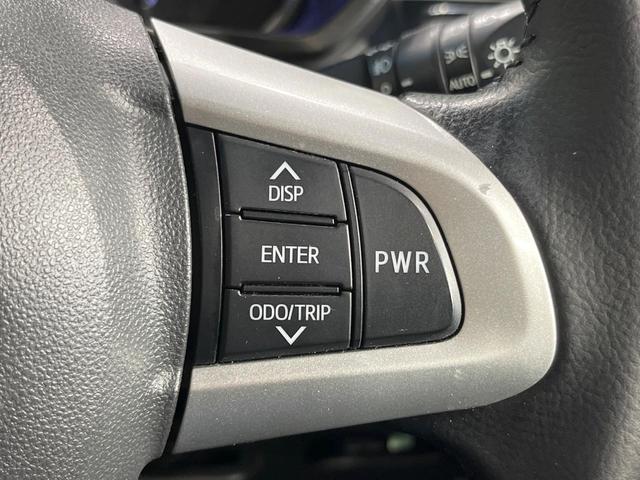 AUTO
DISP
ENTER
PWR
ODO/TRIP